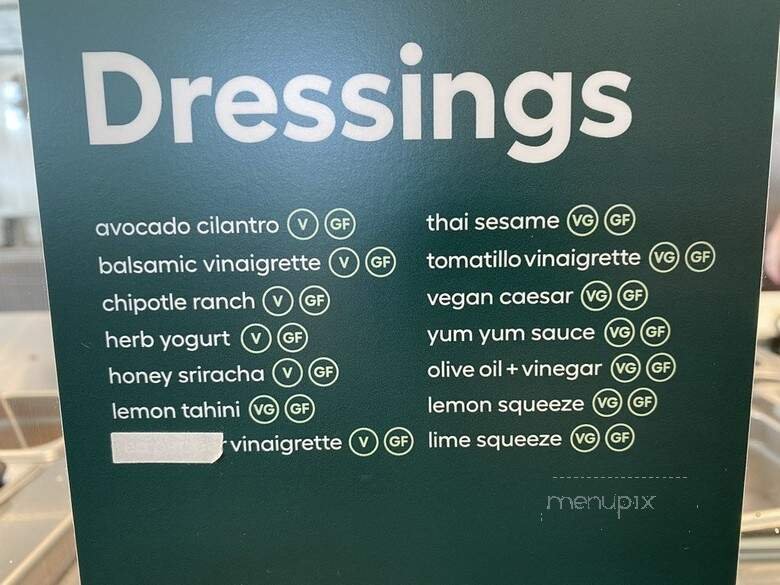 Dressings
avocado cilantro V GF
balsamic vinaigrette V GF
chipotle ranch V GF
herb yogurt V GF
honey sriracha V GF
lemon tahini VG GF
vinaigrette V GF
thai sesame VG GF
tomatillo vinaigrette VG GF
vegan caesar VG GF
yum yum sauce VG GF
olive oil + vinegar VG GF
lemon squeeze VG GF
lime squeeze VG GF
menupix